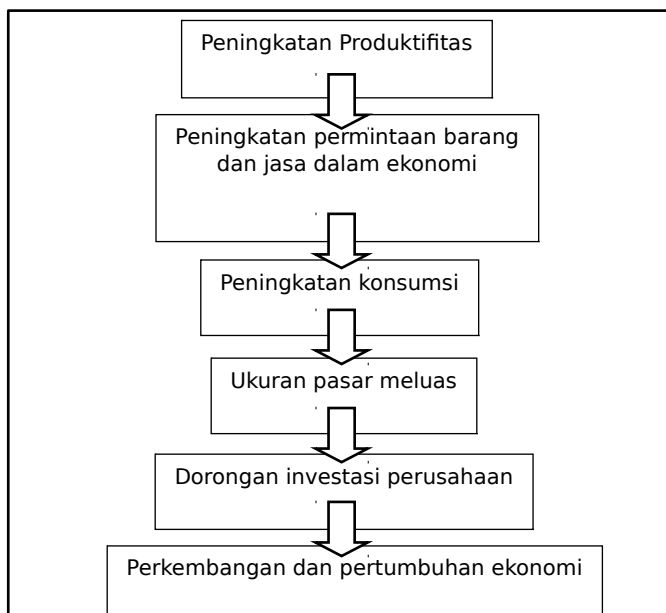 Peningkatan Produktifitas
Peningkatan permintaan barang
dan jasa dalam ekonomi
Peningkatan konsumsi
Ukuran pasar meluas
Dorongan investasi perusahaan
Perkembangan dan pertumbuhan ekonomi